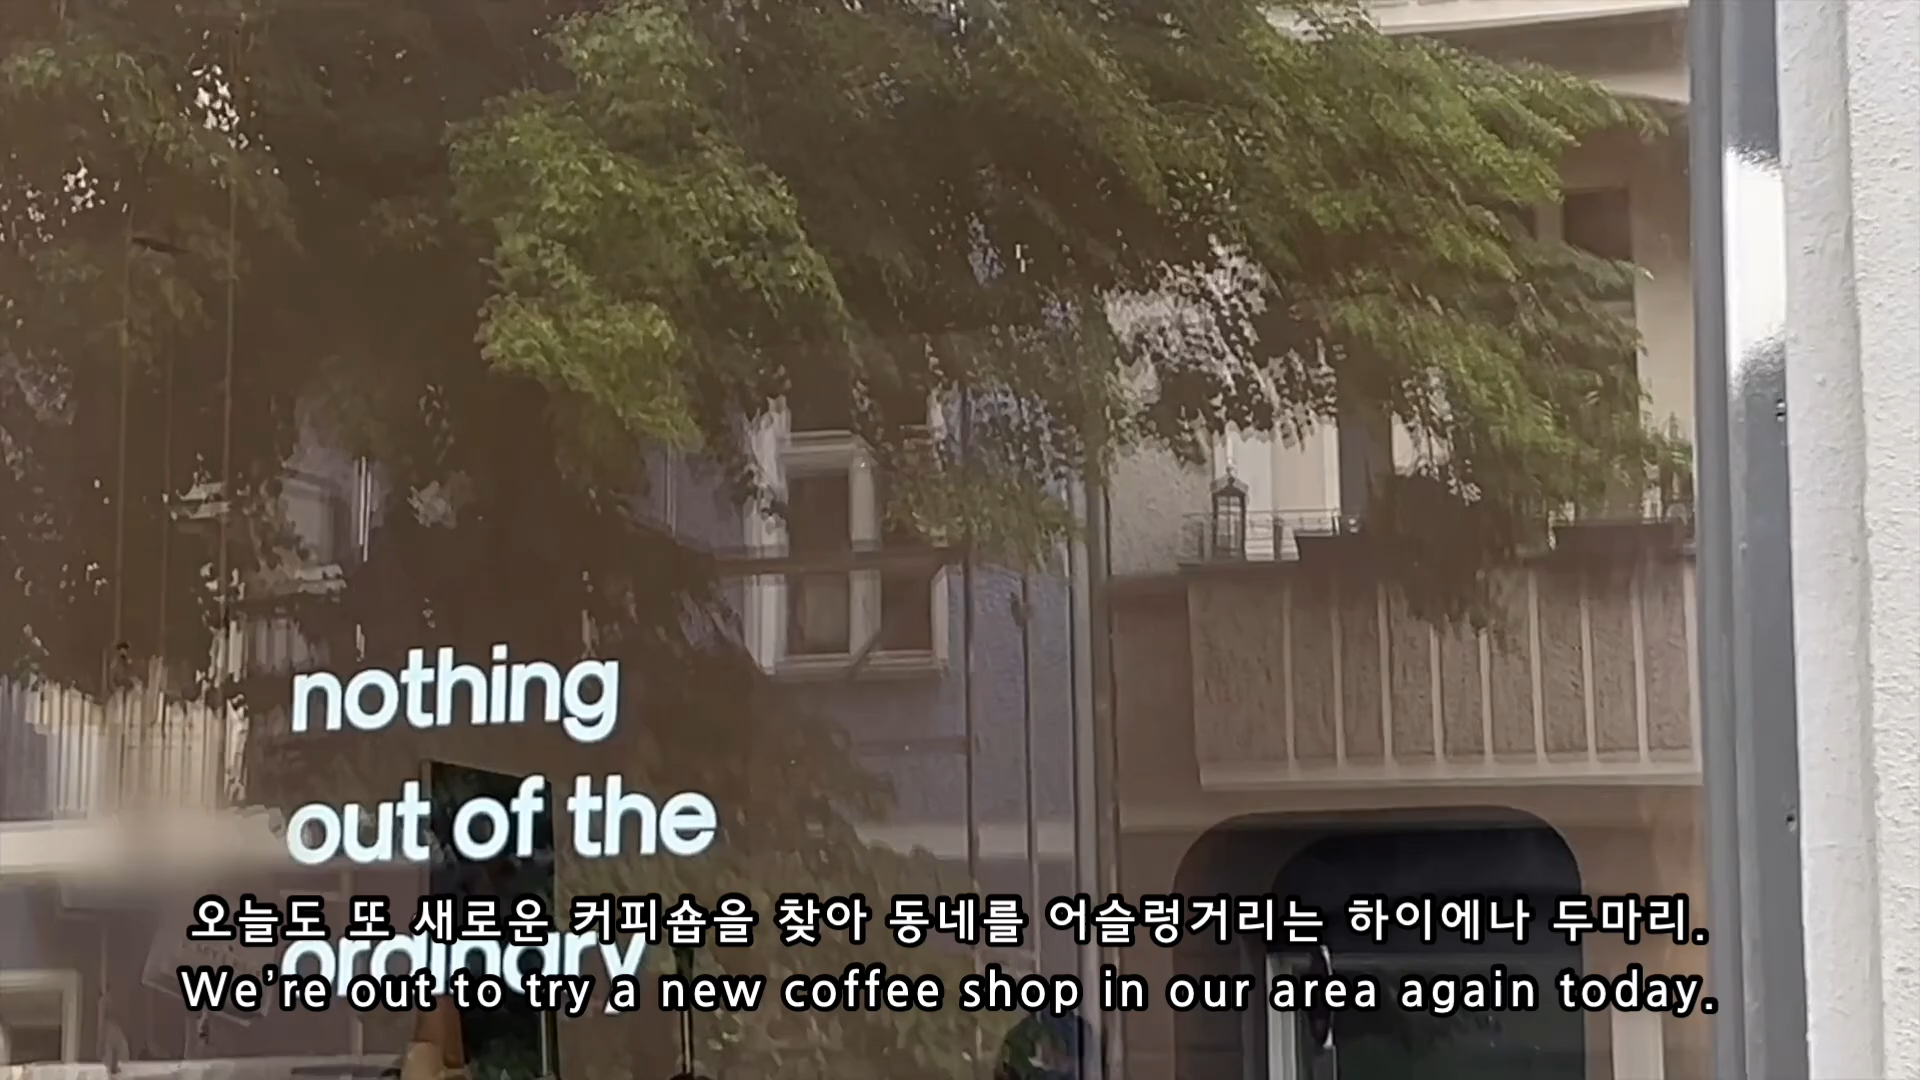 nothing
out of the
ordinary
오늘도 또 새로운 커피숍을 찾아 동네를 어슬렁거리는 하이에나 두마리.
We're out to try a new coffee shop in our area again today.